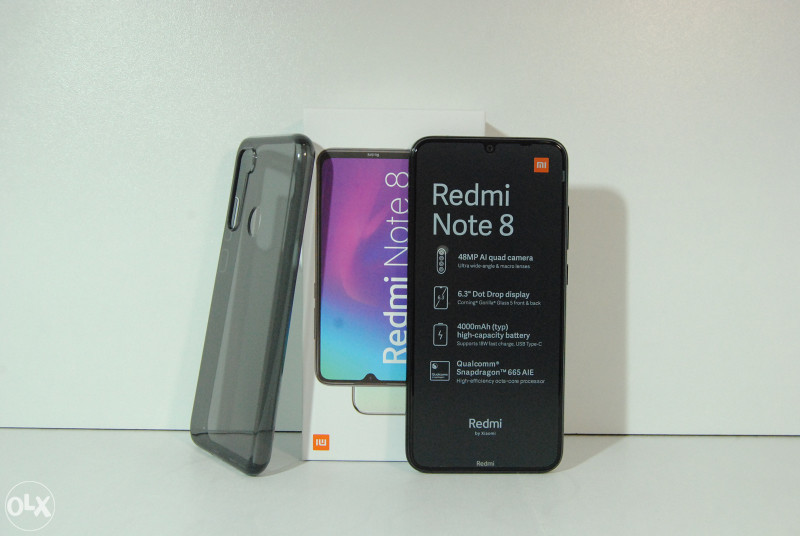 Redmi Note 8
mi
mi
Redmi
Note 8
48MP AI quad camera
Ultra wide-angle & macro lenses
6.3" Dot Drop display
Corning® Gorilla® Glass 5 front & back
4000mAh (typ)
high-capacity battery
Supports 18W fast charge, USB Type-C
Qualcomm®
Snapdragon™ 665 AIE
High-efficiency octa-core processor
Redmi
by Xiaomi
Redmi
OLX